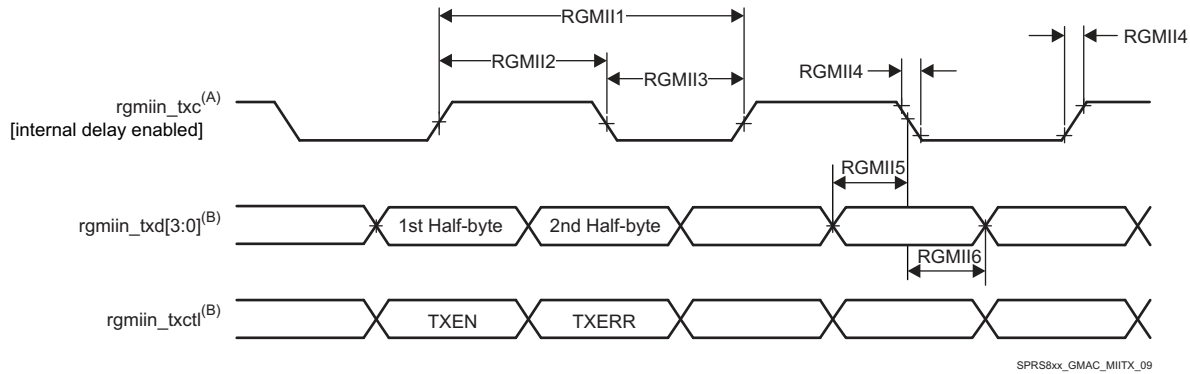 RGMII1
RGMII4
RGMII2
RGMII3
RGMII4
rgmiin_txc(A)
[internal delay enabled]
RGMII5
rgmiin_txd[3:0](B)
1st Half-byte
2nd Half-byte
RGMII6
rgmiin_txctl(B)
TXEN
TXERR
SPRS8xx_GMAC_MIITX_09